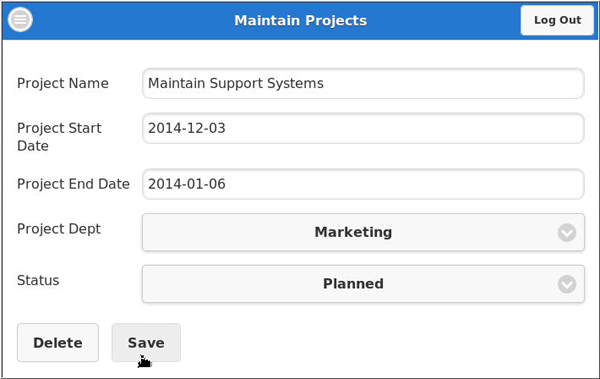 Maintain Projects
Log Out
Project Name
Maintain Support Systems
Project Start
Date
2014-12-03
Project End Date
2014-01-06
Project Dept
Marketing
Status
Planned
Delete
Save